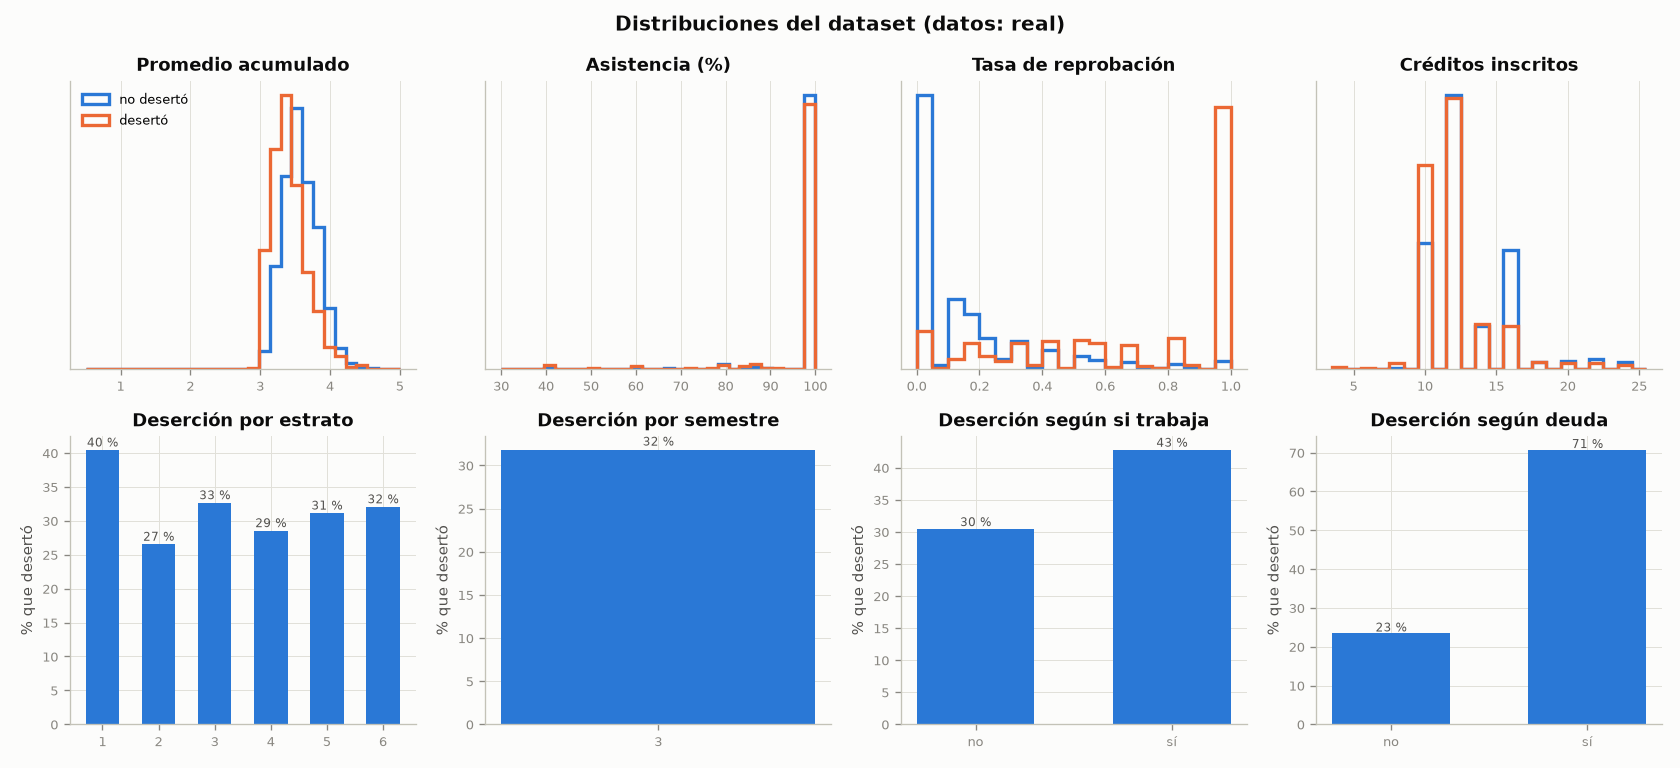 Distribuciones del dataset (datos: real)
Promedio acumulado
no desertó
desertó
1 2 3 4 5
Asistencia (%)
30 40 50 60 70 80 90 100
Tasa de reprobación
0.0 0.2 0.4 0.6 0.8 1.0
Créditos inscritos
5 10 15 20 25
Deserción por estrato
% que desertó
40
35
30
25
20
15
10
5
0
40 %
27 %
33 %
29 %
31 %
32 %
1 2 3 4 5 6
Deserción por semestre
% que desertó
30
25
20
15
10
5
0
32 %
3
Deserción según si trabaja
% que desertó
40
35
30
25
20
15
10
5
0
30 %
43 %
no sí
Deserción según deuda
% que desertó
70
60
50
40
30
20
10
0
23 %
71 %
no sí